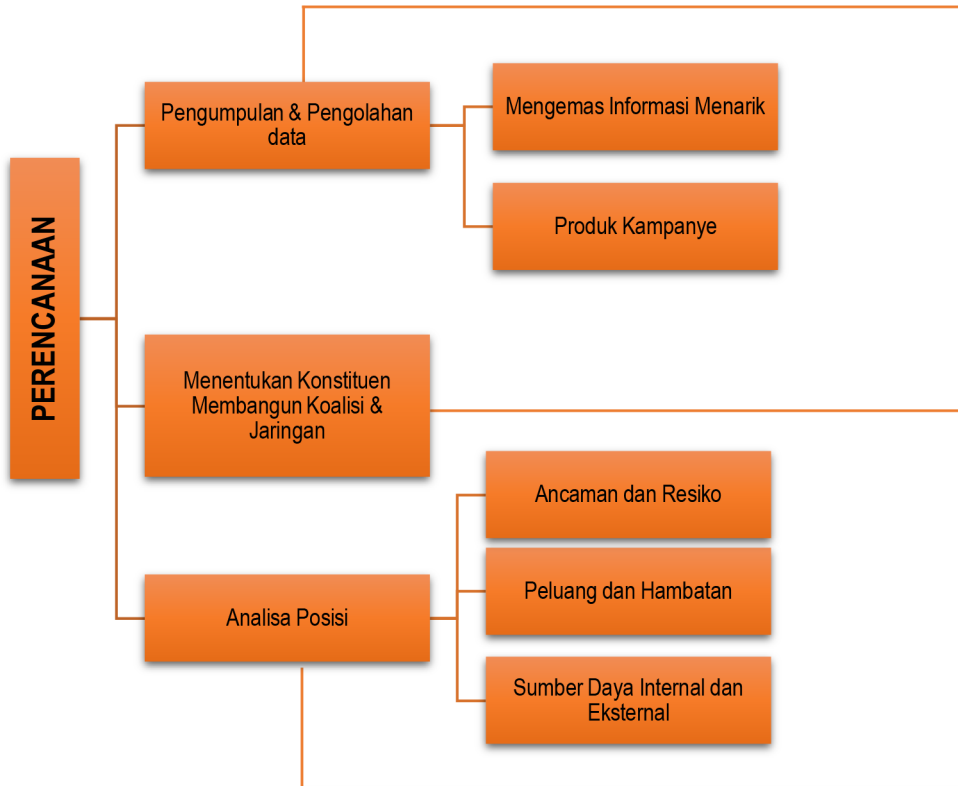 PERENCANAAN
Pengumpulan & Pengolahan
data
Mengemas Informasi Menarik
Produk Kampanye
Menentukan Konstituen
Membangun Koalisi &
Jaringan
Analisa Posisi
Ancaman dan Resiko
Peluang dan Hambatan
Sumber Daya Internal dan
Eksternal